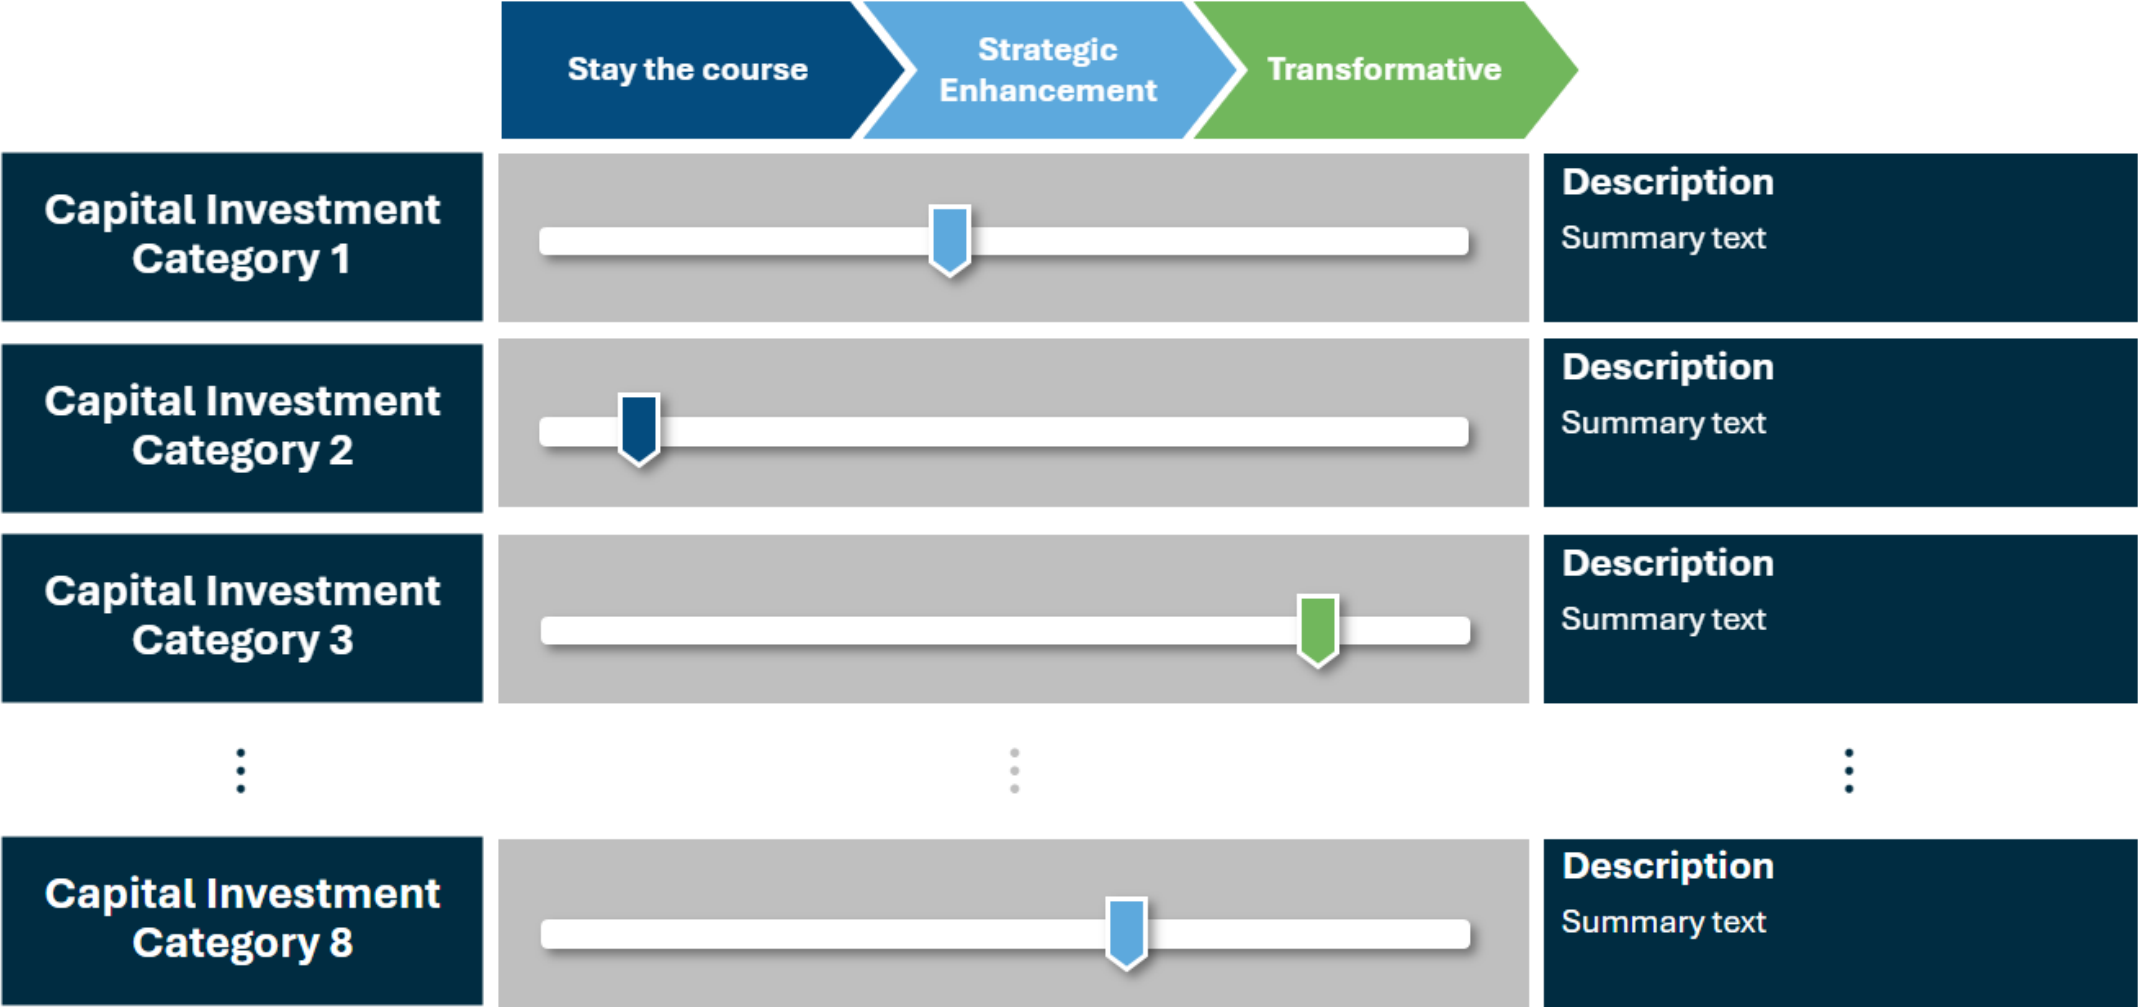 Stay the course
Strategic
Enhancement
Transformative
Capital Investment
Category 1
Description
Summary text
Capital Investment
Category 2
Description
Summary text
Capital Investment
Category 3
Description
Summary text
Capital Investment
Category 8
Description
Summary text